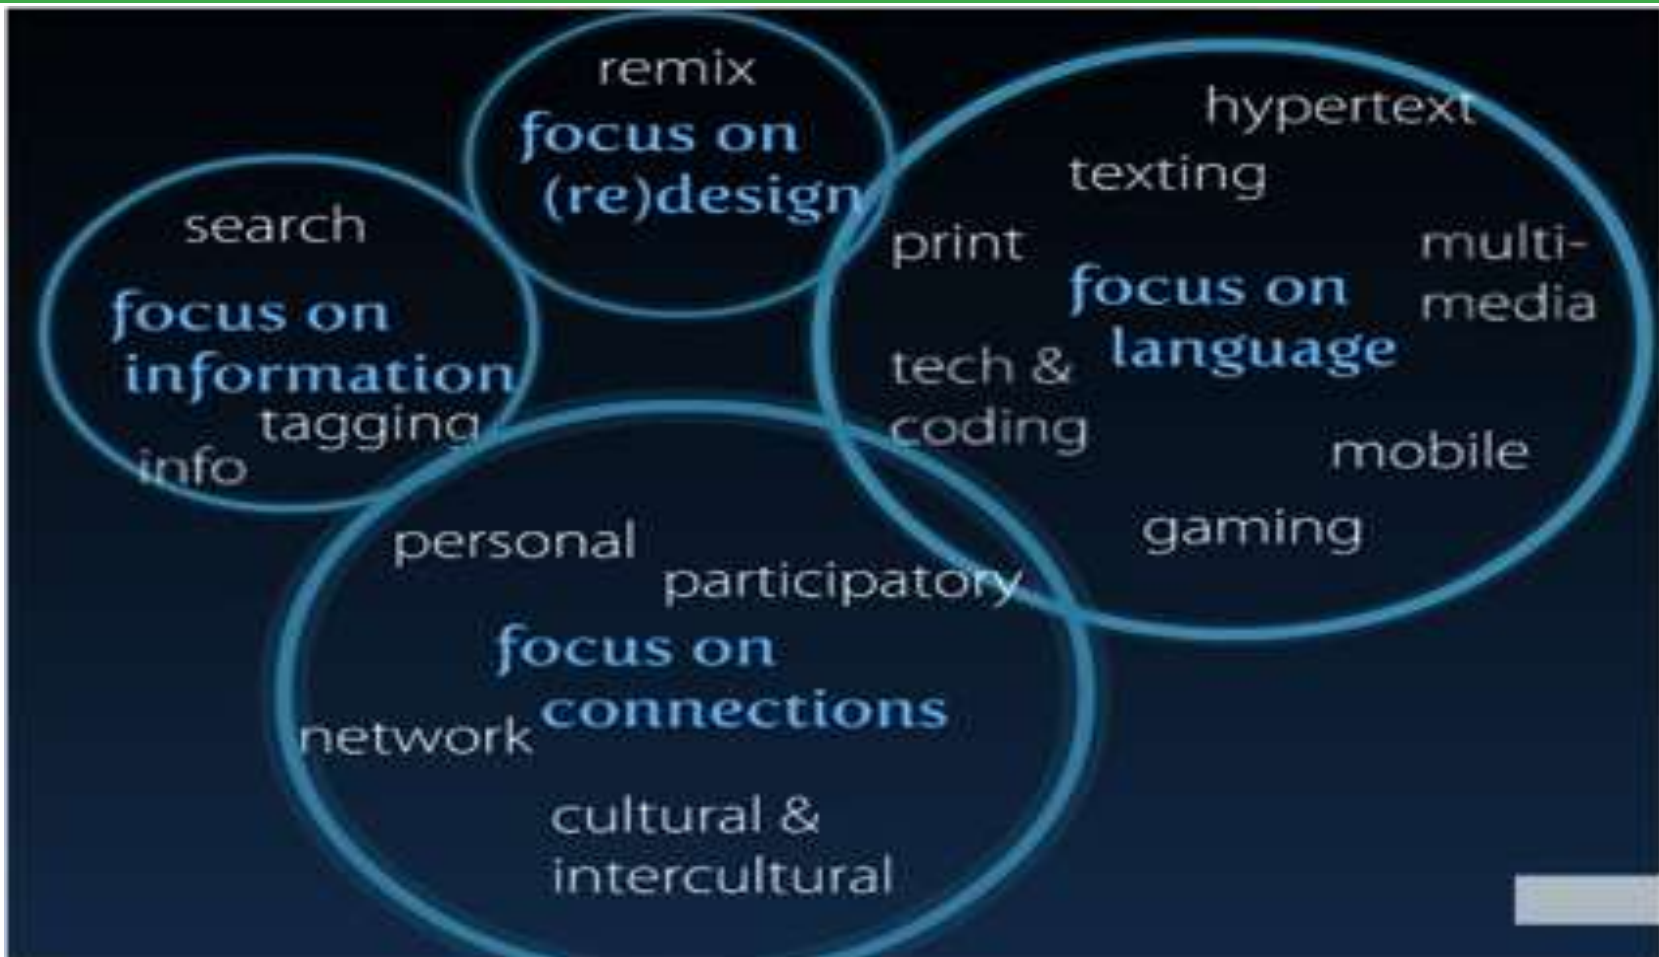 remix
focus on
(re)design
search
focus on
information
tagging
info
hypertext
texting
print
multi-
media
focus on
language
tech &
coding
mobile
gaming
personal
participatory
focus on
connections
network
cultural &
intercultural